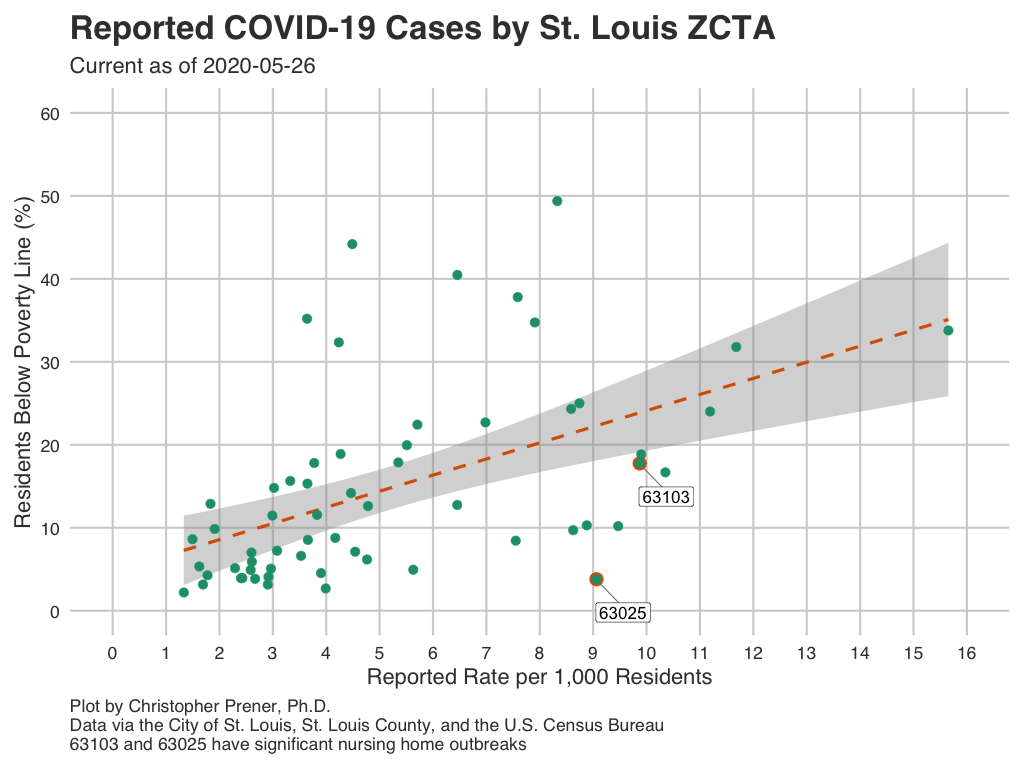 Reported COVID-19 Cases by St. Louis ZCTA
Current as of 2020-05-26
Residents Below Poverty Line (%)
60
50
40
30
20
10
0
63103
63025
0 1 2 3 4 5 6 7 8 9 10 11 12 13 14 15 16
Reported Rate per 1,000 Residents
Plot by Christopher Prener, Ph.D.
Data via the City of St. Louis, St. Louis County, and the U.S. Census Bureau
63103 and 63025 have significant nursing home outbreaks